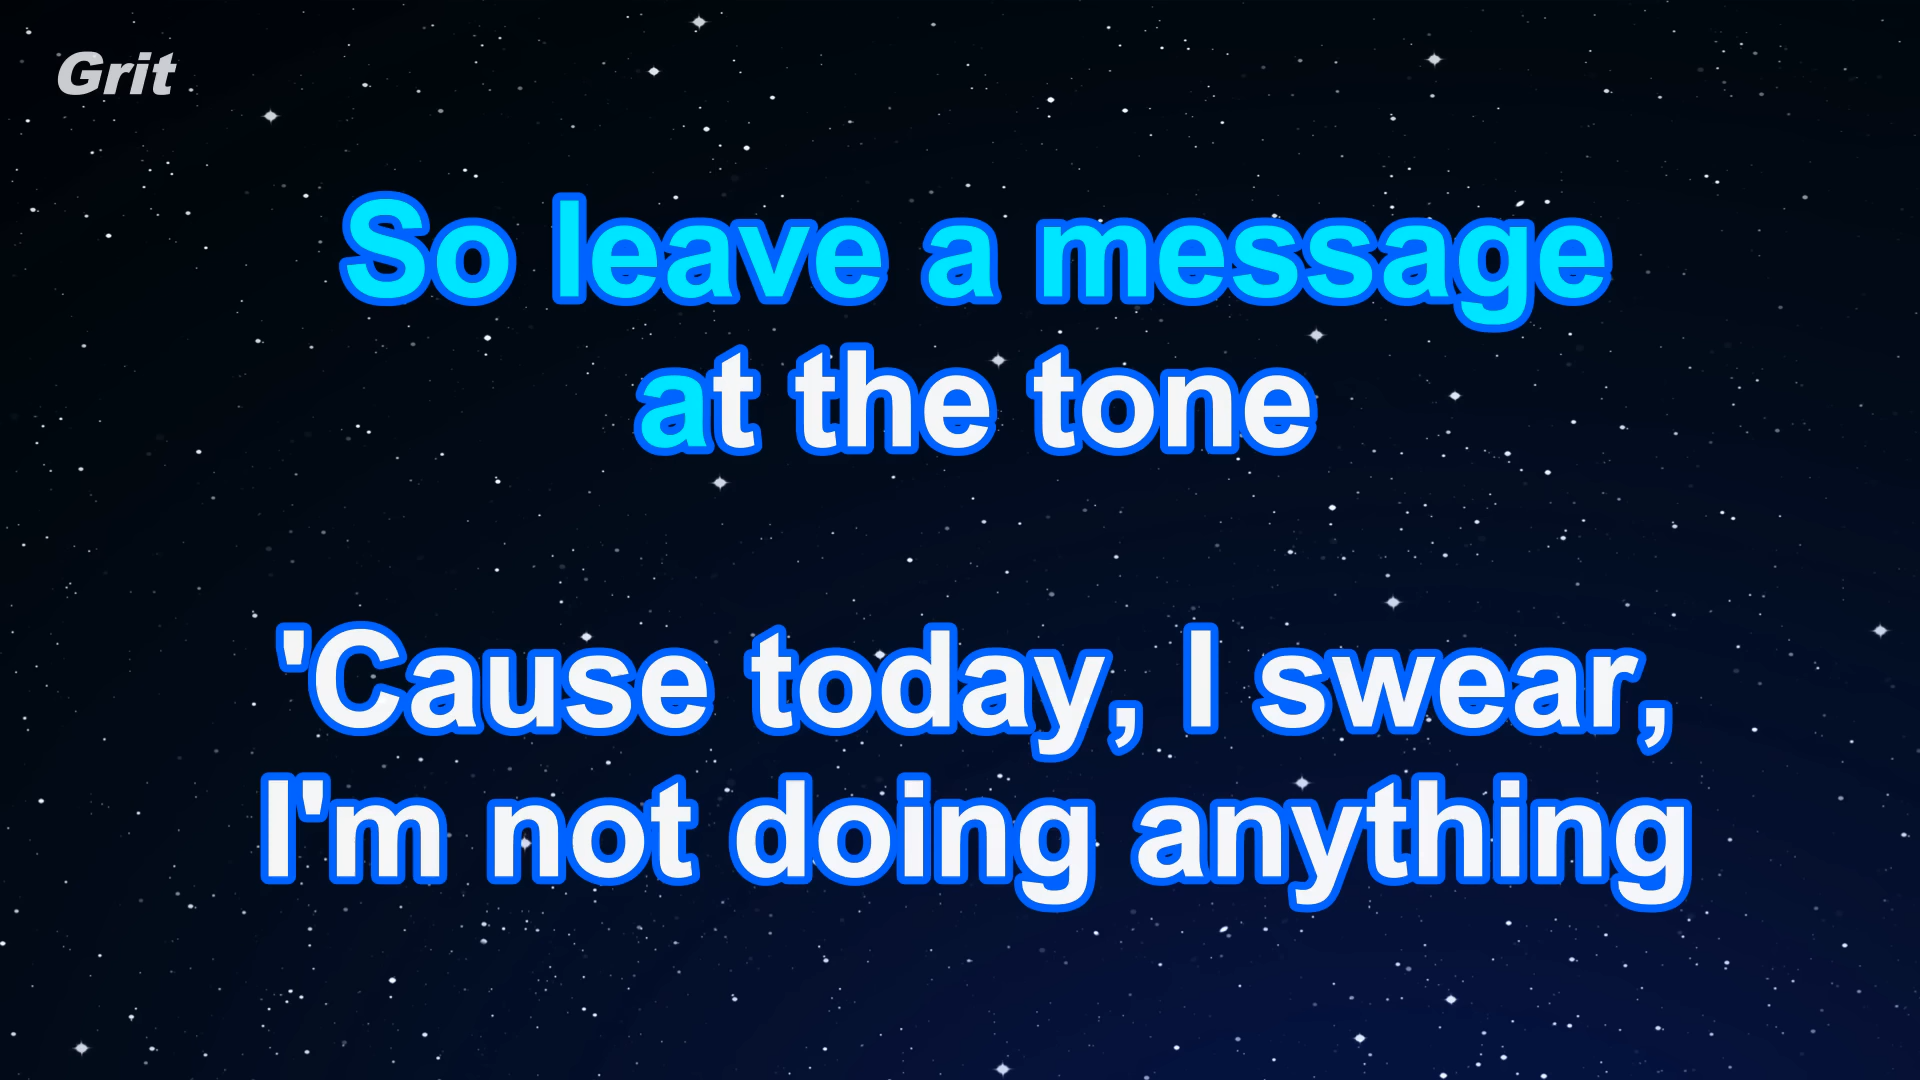 Grit
So leave a message
at the tone
'Cause today, I swear,
I'm not doing anything